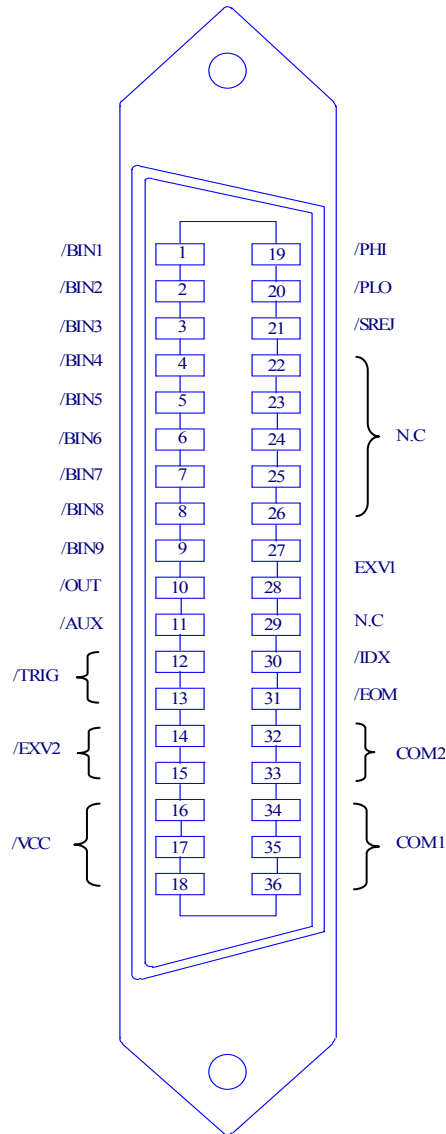 /BIN1 1 19 /PHI
/BIN2 2 20 /PLO
/BIN3 3 21 /SREJ
/BIN4 4 22
/BIN5 5 23
/BIN6 6 24 N.C
/BIN7 7 25
/BIN8 8 26
/BIN9 9 27
EXV1
/OUT 10 28
/AUX 11 29 N.C
12 30 /IDX
/TRIG
13 31 /EOM
14 32
/EXV2 COM2
15 33
16 34
/VCC 17 35 COM1
18 36